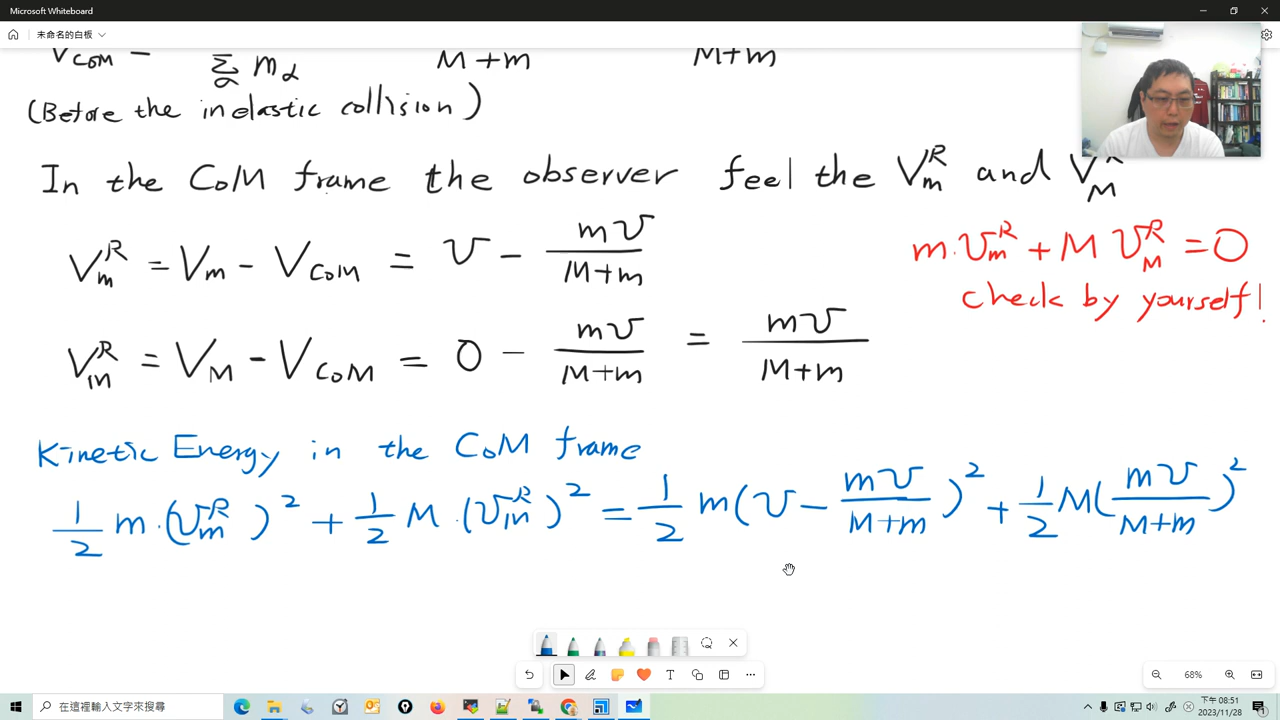 Microsoft Whiteboard
未命名的白板
V_CoM = Σ_α m_α M+m M+m
(Before the inelastic collision)
In the CoM frame the observer feel the V_m^R and V_M^R
V_m^R = V_m - V_CoM = v - mv/(M+m)
m·v_m^R + M v_M^R = 0
check by yourself!
V_m^R = V_M - V_CoM = 0 - mv/(M+m) = mv/(M+m)
Kinetic Energy in the CoM frame
1/2 m·(v_m^R)^2 + 1/2 M·(v_m^R)^2 = 1/2 m(v - mv/(M+m))^2 + 1/2 M(mv/(M+m))^2
68%
在這裡輸入文字來搜尋
下午 08:51
2023/11/28